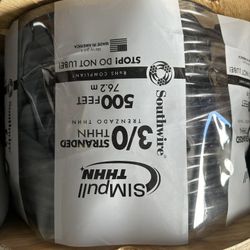 SIMpull
THHN™
3/0 STRANDED
THHN
TRENZADO THHN
Southwire®
500 FEET
76.2 m
RoHS COMPLIANT
STOP! DO NOT LUBE!
MADE IN AMERICA